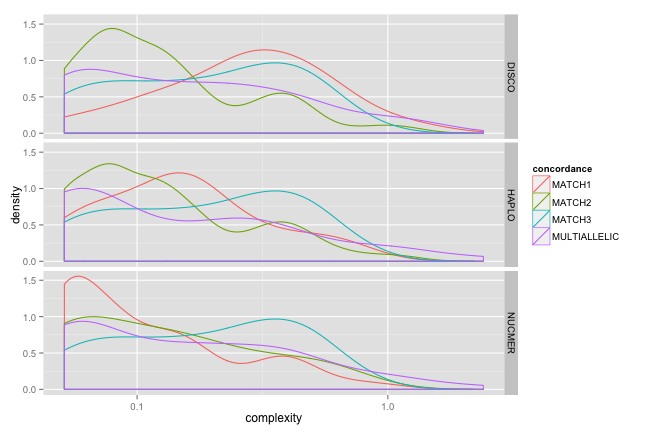 1.5
1.0
0.5
0.0
DISCO
1.5
1.0
0.5
0.0
HAPLO
1.5
1.0
0.5
0.0
NUCMER
density
0.1
1.0
complexity
concordance
MATCH1
MATCH2
MATCH3
MULTIALLELIC